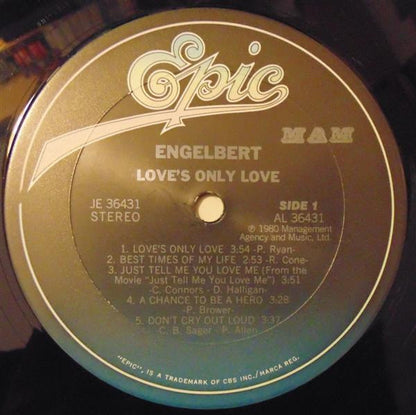 Epic
MAM
ENGELBERT
LOVE'S ONLY LOVE
JE 36431
STEREO
SIDE 1
AL 36431
℗ 1980 Management
Agency and Music, Ltd.
1. LOVE'S ONLY LOVE 3:54 -P. Ryan-
2. BEST TIMES OF MY LIFE 2:53 -R. Cone-
3. JUST TELL ME YOU LOVE ME (From the
Movie "Just Tell Me You Love Me") 3:51
-C. Connors - D. Halligan-
4. A CHANCE TO BE A HERO 3:28
-P. Brower-
5. DON'T CRY OUT LOUD 3:37
-C. B. Sager - P. Allen-
"EPIC", IS A TRADEMARK OF CBS INC./MARCA REG.